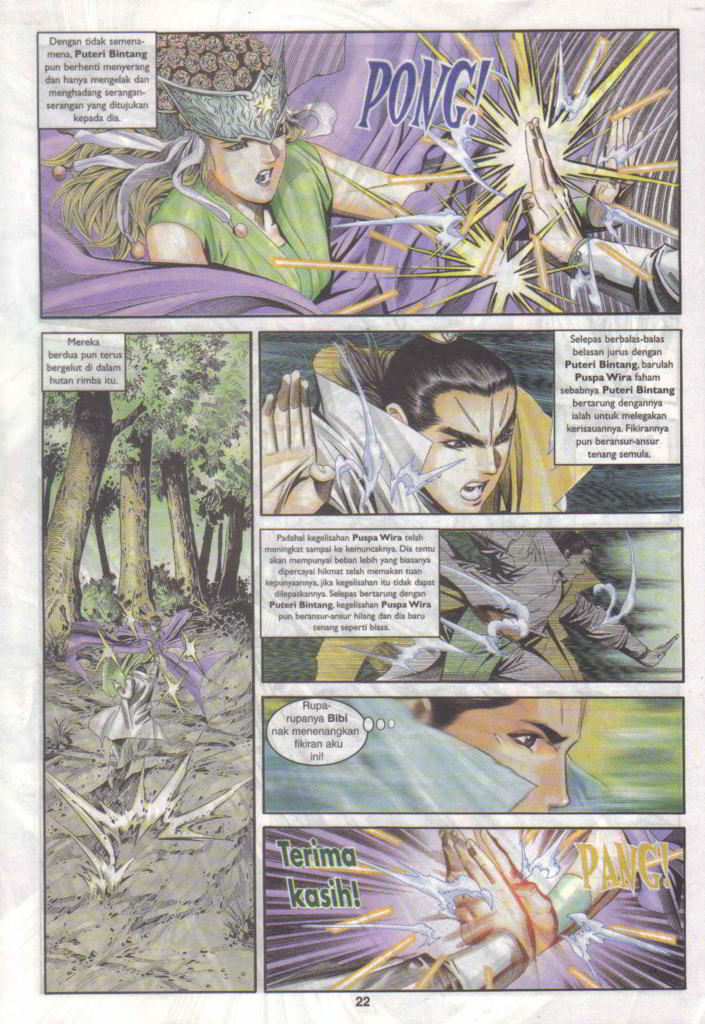 Dengan tidak semena-
mena, Puteri Bintang
pun berhenti menyerang
dan hanya mengelak dan
menghadang serangan-
serangan yang ditujukan
kepada dia.
PONG!
Mereka
berdua pun terus
bergelut di dalam
hutan rimba itu.
Selepas berbalas-balas
belasan jurus dengan
Puteri Bintang, barulah
Puspa Wira faham
sebabnya Puteri Bintang
bertarung dengannya
ialah untuk melegakan
kerisauannya. Fikirannya
pun beransur-ansur
tenang semula.
Padahal kegelisahan Puspa Wira telah
meningkat sampai ke kemuncaknya. Dia tentu
akan mempunyai beban lebih yang biasanya
dipercayai hikmat telah memakan tuan
kepunyaannya, jika kegelisahan itu tidak dapat
dilepaskannya. Selepas bertarung dengan
Puteri Bintang, kegelisahan Puspa Wira
pun beransur-ansur hilang dan dia baru
tenang seperti biasa.
Rupa-
rupanya Bibi
nak menenangkan
fikiran aku
ini!
Terima
kasih!
PANG!
22